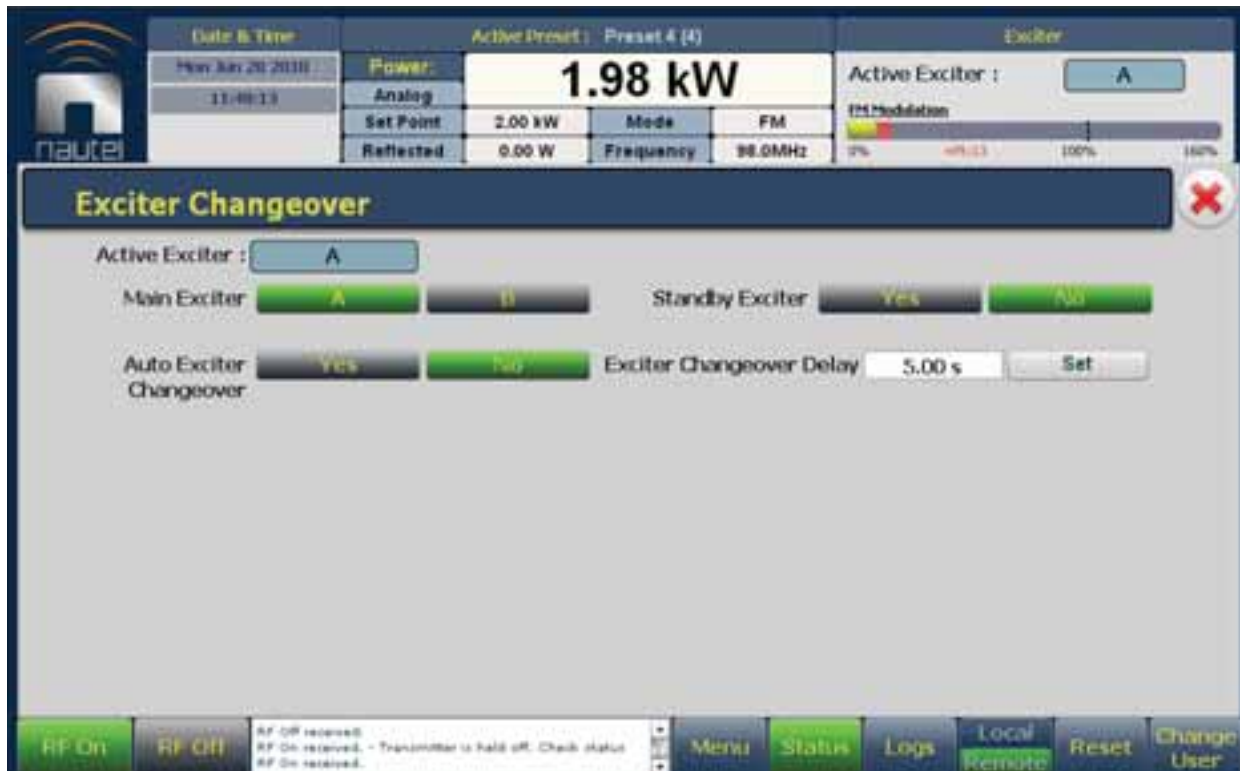 nautel
Date & Time
Mon Jun 28 2010
Active Preset : Preset 4 (4)
Power:
1.98 kW
Analog
Set Point 2.00 kW Mode FM
Reflected 0.00 W Frequency 98.0MHz
Exciter
Active Exciter : A
FM Modulation
0% 100% 160%
Exciter Changeover
Active Exciter : A
Main Exciter A B
Standby Exciter Yes No
Auto Exciter Changeover Yes No
Exciter Changeover Delay 5.00 s Set
RF On
RF Off
RF Off received.
RF On received. - Transmitter is held off. Check status
RF On received.
Menu
Status
Logs
Local
Remote
Reset
Change User